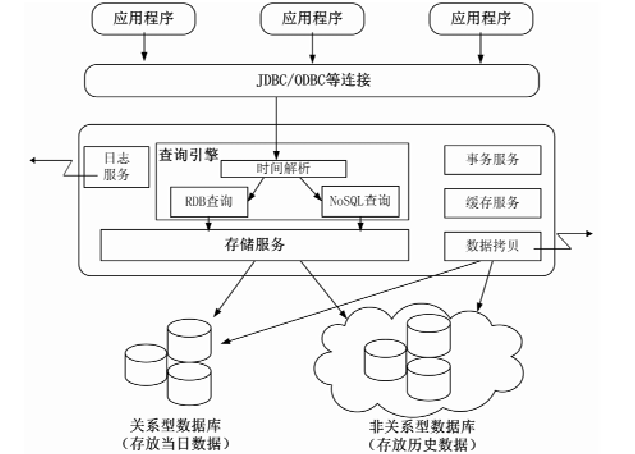 应用程序
应用程序
应用程序
JDBC/ODBC等连接
日志
服务
查询引擎
时间解析
RDB查询
NoSQL查询
存储服务
事务服务
缓存服务
数据拷贝
关系型数据库
(存放当日数据)
非关系型数据库
(存放历史数据)